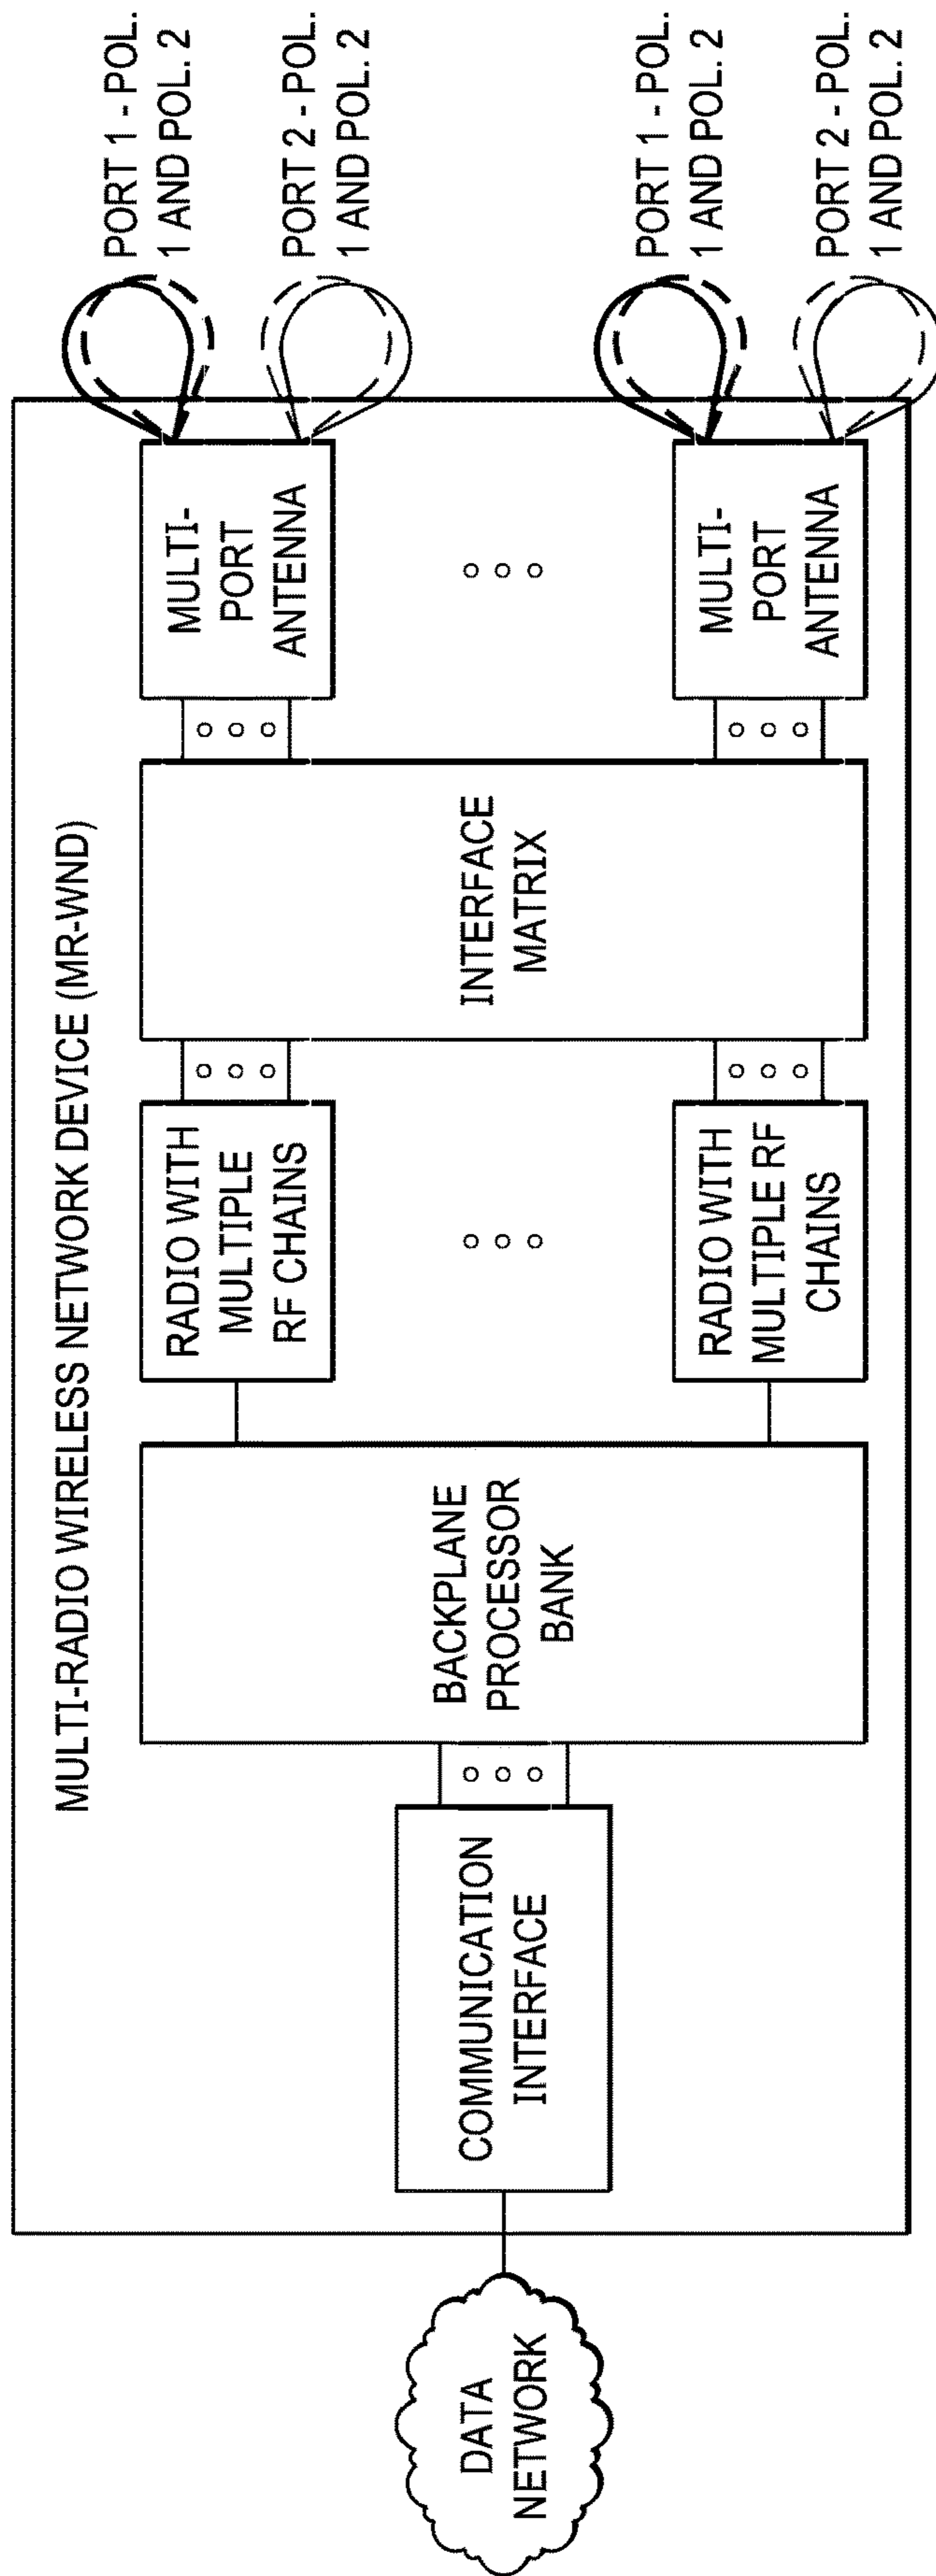 MULTI-RADIO WIRELESS NETWORK DEVICE (MR-WND)
DATA
NETWORK
COMMUNICATION
INTERFACE
BACKPLANE
PROCESSOR
BANK
RADIO WITH
MULTIPLE
RF CHAINS
RADIO WITH
MULTIPLE RF
CHAINS
INTERFACE
MATRIX
MULTI-
PORT
ANTENNA
MULTI-
PORT
ANTENNA
PORT 1 - POL.
1 AND POL. 2
PORT 2 - POL.
1 AND POL. 2
PORT 1 - POL.
1 AND POL. 2
PORT 2 - POL.
1 AND POL. 2